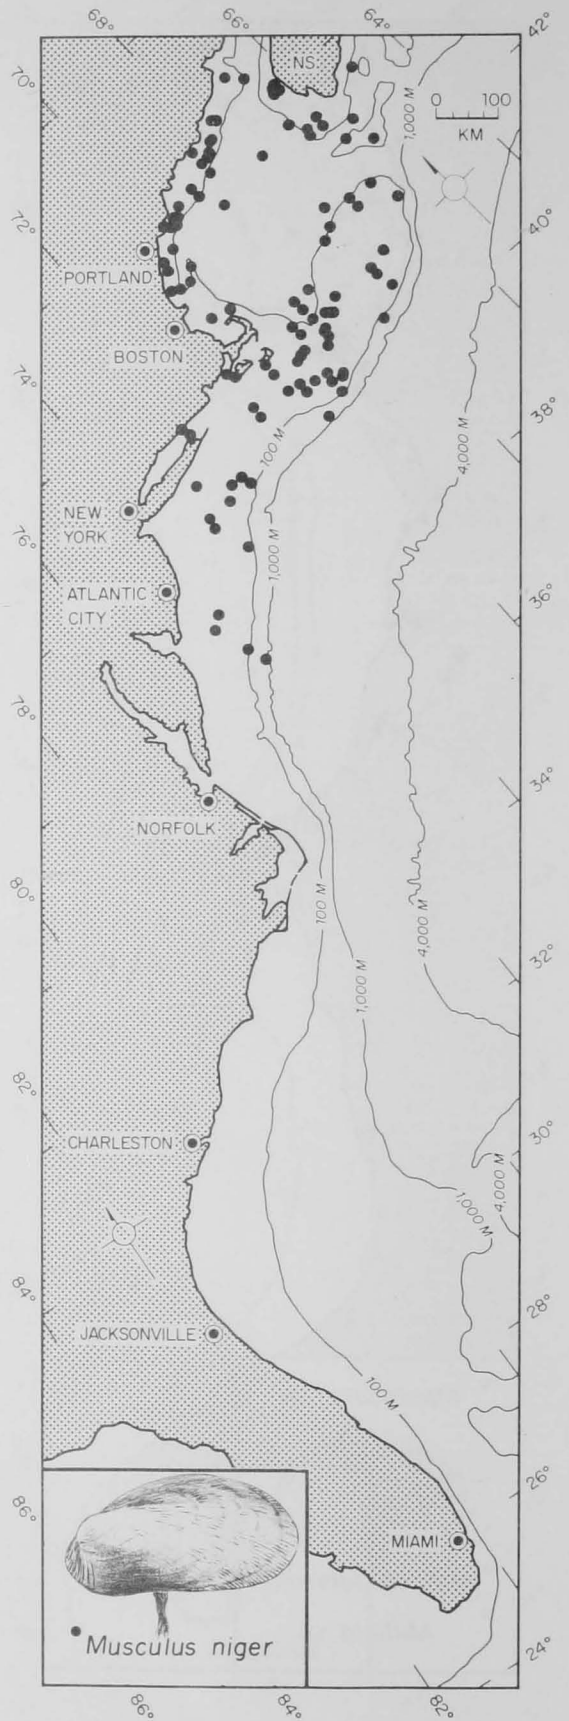 68°
66°
64°
42°
70°
NS
1,000 M
0 100
KM
72°
40°
PORTLAND
BOSTON
74°
38°
100 M
4,000 M
NEW
YORK
76°
1,000 M
ATLANTIC
CITY
36°
78°
34°
NORFOLK
80°
100 M
4,000 M
1,000 M
32°
82°
CHARLESTON
30°
4,000 M
1,000 M
84°
JACKSONVILLE
28°
100 M
26°
86°
MIAMI
Musculus niger
24°
86°
84°
82°